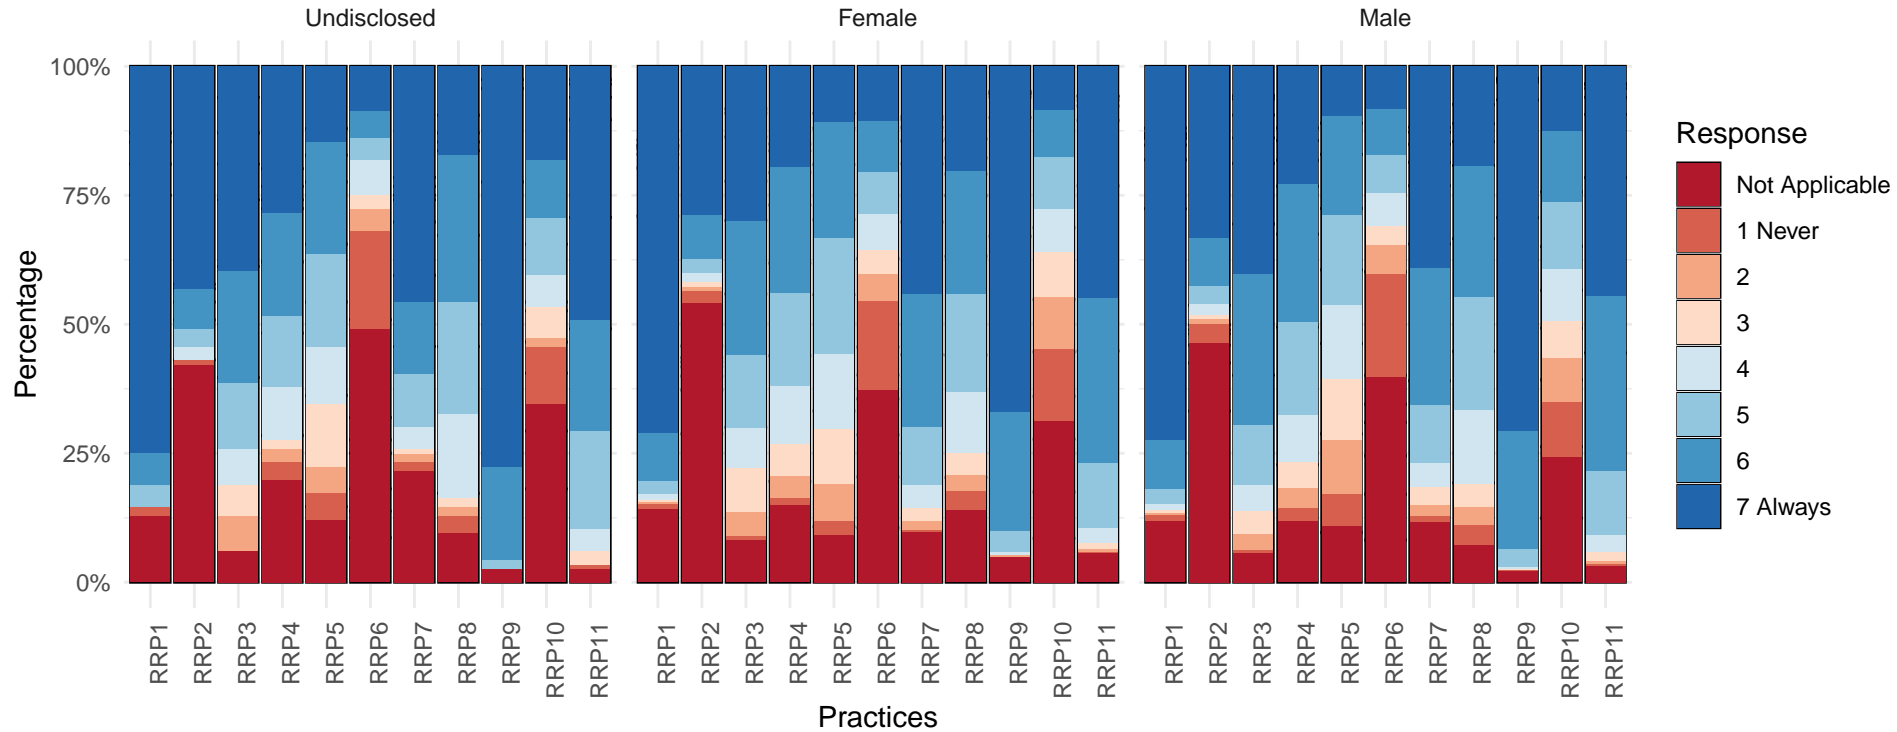 Undisclosed Female Male
100%
75%
50%
25%
0%
Percentage
RRP1 RRP2 RRP3 RRP4 RRP5 RRP6 RRP7 RRP8 RRP9 RRP10 RRP11
RRP1 RRP2 RRP3 RRP4 RRP5 RRP6 RRP7 RRP8 RRP9 RRP10 RRP11
RRP1 RRP2 RRP3 RRP4 RRP5 RRP6 RRP7 RRP8 RRP9 RRP10 RRP11
Practices
Response
Not Applicable
1 Never
2
3
4
5
6
7 Always